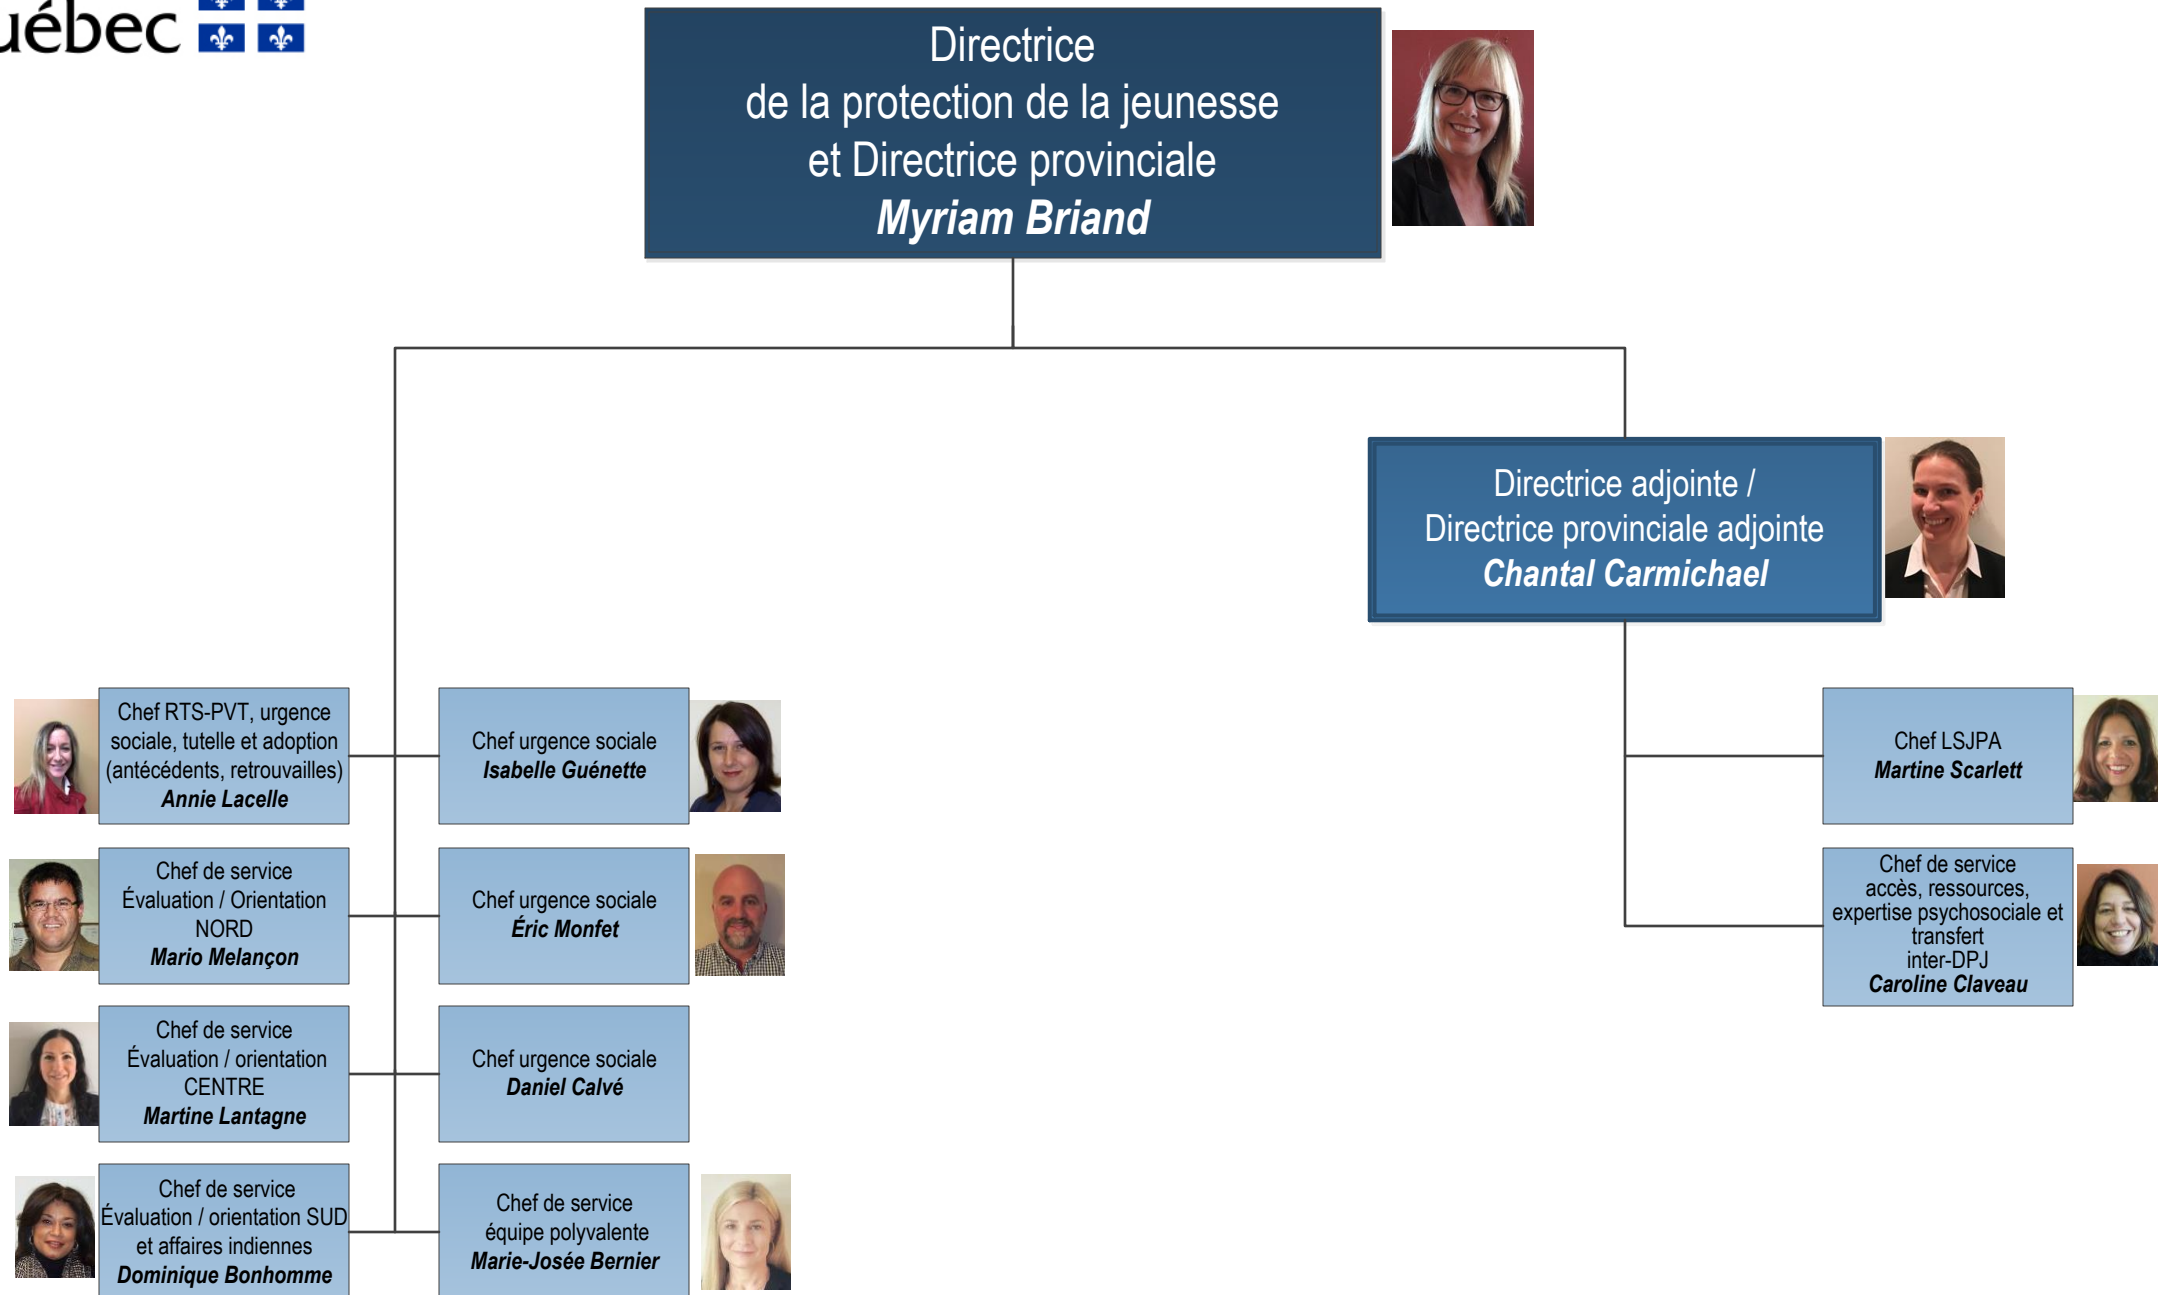 uébec
Directrice
de la protection de la jeunesse
et Directrice provinciale
Myriam Briand
Directrice adjointe /
Directrice provinciale adjointe
Chantal Carmichael
Chef RTS-PVT, urgence
sociale, tutelle et adoption
(antécédents, retrouvailles)
Annie Lacelle
Chef urgence sociale
Isabelle Guénette
Chef LSJPA
Martine Scarlett
Chef de service
Évaluation / Orientation
NORD
Mario Melançon
Chef urgence sociale
Éric Monfet
Chef de service
accès, ressources,
expertise psychosociale et
transfert
inter-DPJ
Caroline Claveau
Chef de service
Évaluation / orientation
CENTRE
Martine Lantagne
Chef urgence sociale
Daniel Calvé
Chef de service
Évaluation / orientation SUD
et affaires indiennes
Dominique Bonhomme
Chef de service
équipe polyvalente
Marie-Josée Bernier